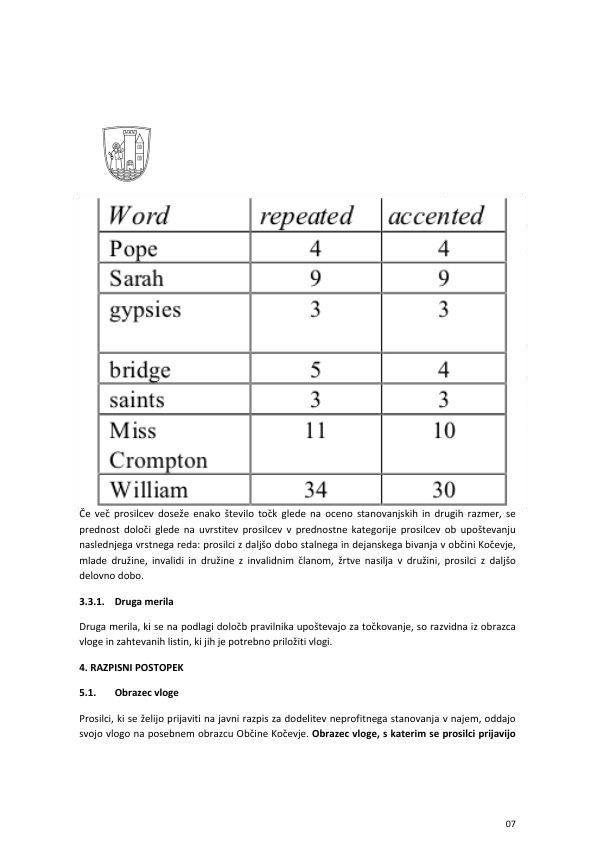 Word repeated accented
Pope 4 4
Sarah 9 9
gypsies 3 3
bridge 5 4
saints 3 3
Miss 11 10
Crompton
William 34 30
Če več prosilcev doseže enako število točk glede na oceno stanovanjskih in drugih razmer, se
prednost določi glede na uvrstitev prosilcev v prednostne kategorije prosilcev ob upoštevanju
naslednjega vrstnega reda: prosilci z daljšo dobo stalnega in dejanskega bivanja v občini Kočevje,
mlade družine, invalidi in družine z invalidnim članom, žrtve nasilja v družini, prosilci z daljšo
delovno dobo.
3.3.1. Druga merila
Druga merila, ki se na podlagi določb pravilnika upoštevajo za točkovanje, so razvidna iz obrazca
vloge in zahtevanih listin, ki jih je potrebno priložiti vlogi.
4. RAZPISNI POSTOPEK
5.1. Obrazec vloge
Prosilci, ki se želijo prijaviti na javni razpis za dodelitev neprofitnega stanovanja v najem, oddajo
svojo vlogo na posebnem obrazcu Občine Kočevje. Obrazec vloge, s katerim se prosilci prijavijo
07